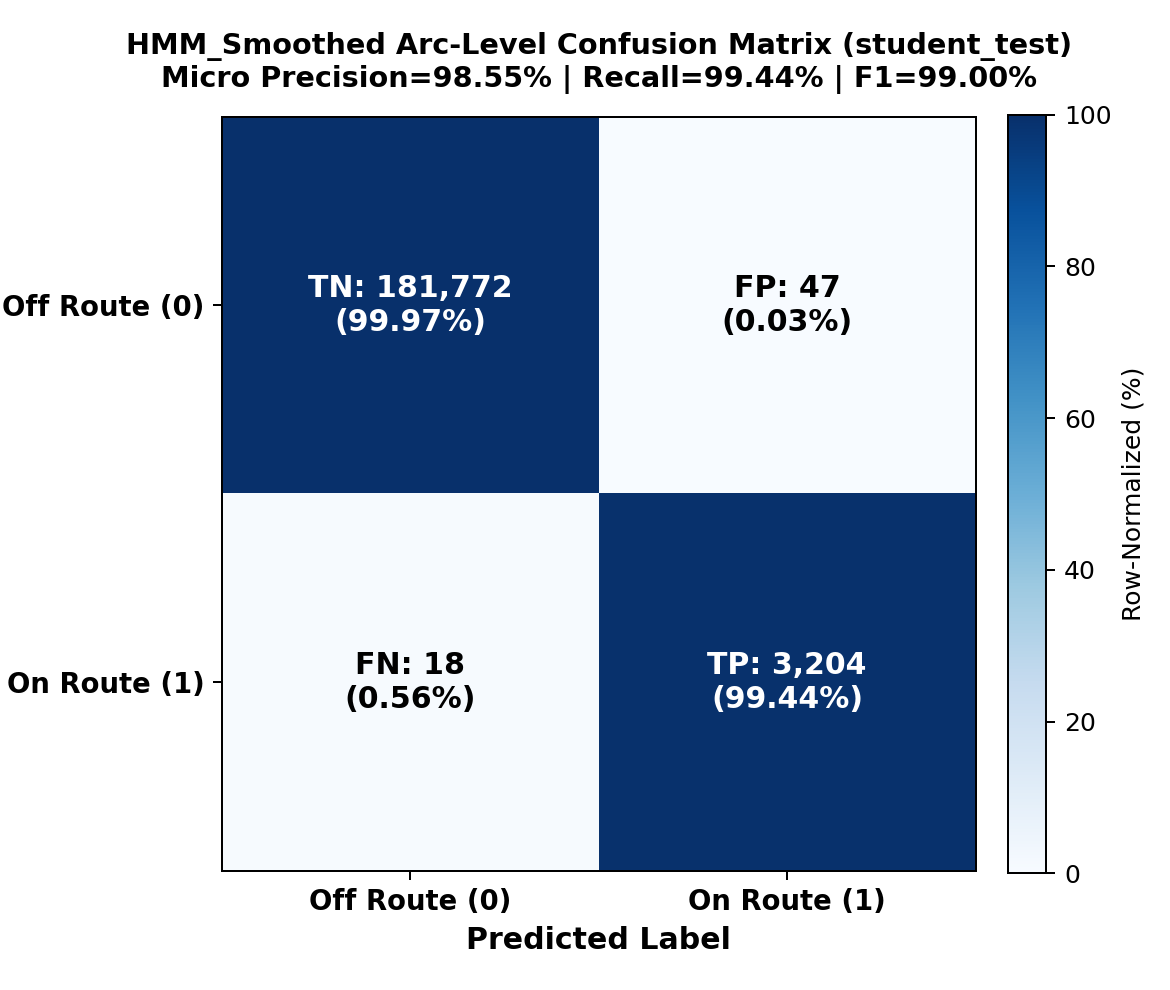 HMM_Smoothed Arc-Level Confusion Matrix (student_test)
Micro Precision=98.55% | Recall=99.44% | F1=99.00%
Off Route (0)
TN: 181,772
(99.97%)
FP: 47
(0.03%)
On Route (1)
FN: 18
(0.56%)
TP: 3,204
(99.44%)
Off Route (0)
On Route (1)
Predicted Label
100
80
60
40
20
0
Row-Normalized (%)